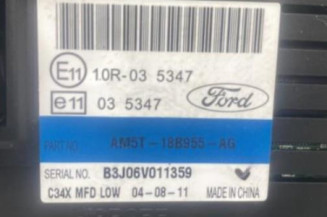 E11 10R-03 5347
e11 03 5347
Ford
PART NO. AM5T-18B955-AG
SERIAL NO. B3J06V011359
C34X MFD LOW 04-08-11 MADE IN CHINA